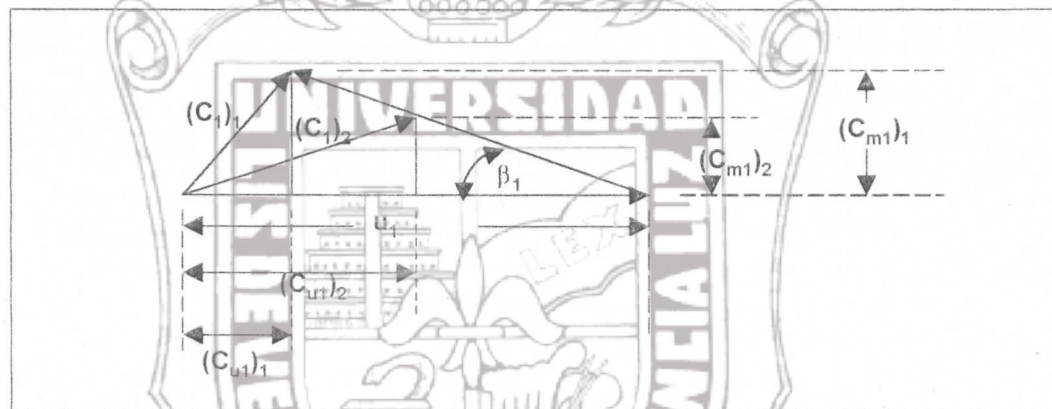 UNIVERSIDAD
(C₁)₁
(C₁)₂
(Cₘ₁)₁
(Cₘ₁)₂
β₁
u₁
LEX
(Cᵤ₁)₂
(Cᵤ₁)₁